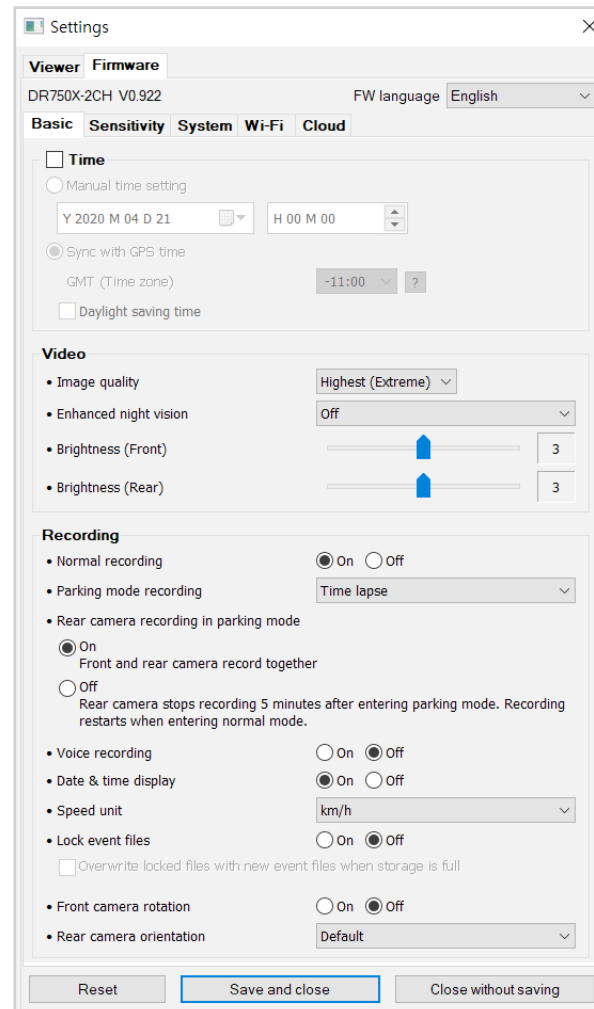 Settings
Viewer Firmware
DR750X-2CH V0.922 FW language English
Basic Sensitivity System Wi-Fi Cloud
Time
Manual time setting
Y 2020 M 04 D 21 H 00 M 00
Sync with GPS time
GMT (Time zone) -11:00 ?
Daylight saving time
Video
• Image quality Highest (Extreme)
• Enhanced night vision Off
• Brightness (Front) 3
• Brightness (Rear) 3
Recording
• Normal recording On Off
• Parking mode recording Time lapse
• Rear camera recording in parking mode
On
Front and rear camera record together
Off
Rear camera stops recording 5 minutes after entering parking mode. Recording
restarts when entering normal mode.
• Voice recording On Off
• Date & time display On Off
• Speed unit km/h
• Lock event files On Off
Overwrite locked files with new event files when storage is full
• Front camera rotation On Off
• Rear camera orientation Default
Reset Save and close Close without saving